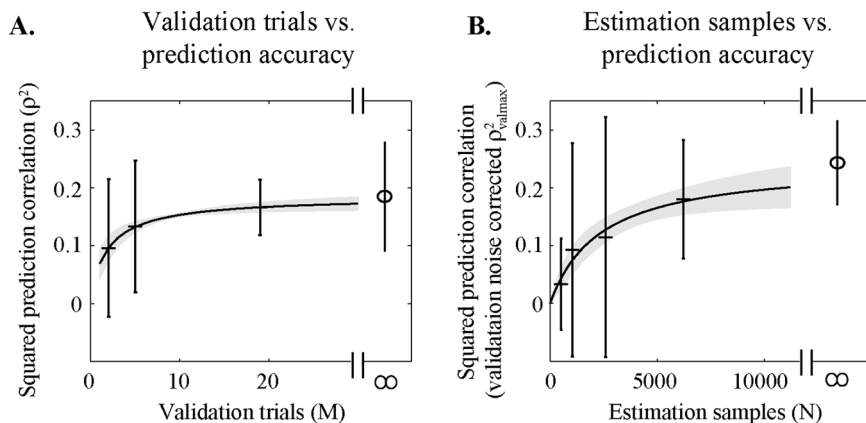 A.
Validation trials vs.
prediction accuracy
Squared prediction correlation (ρ²)
0.3
0.2
0.1
0
0
10
20
∞
Validation trials (M)
B.
Estimation samples vs.
prediction accuracy
Squared prediction correlation
(validataion noise corrected ρ²valmax)
0.3
0.2
0.1
0
0
5000
10000
∞
Estimation samples (N)